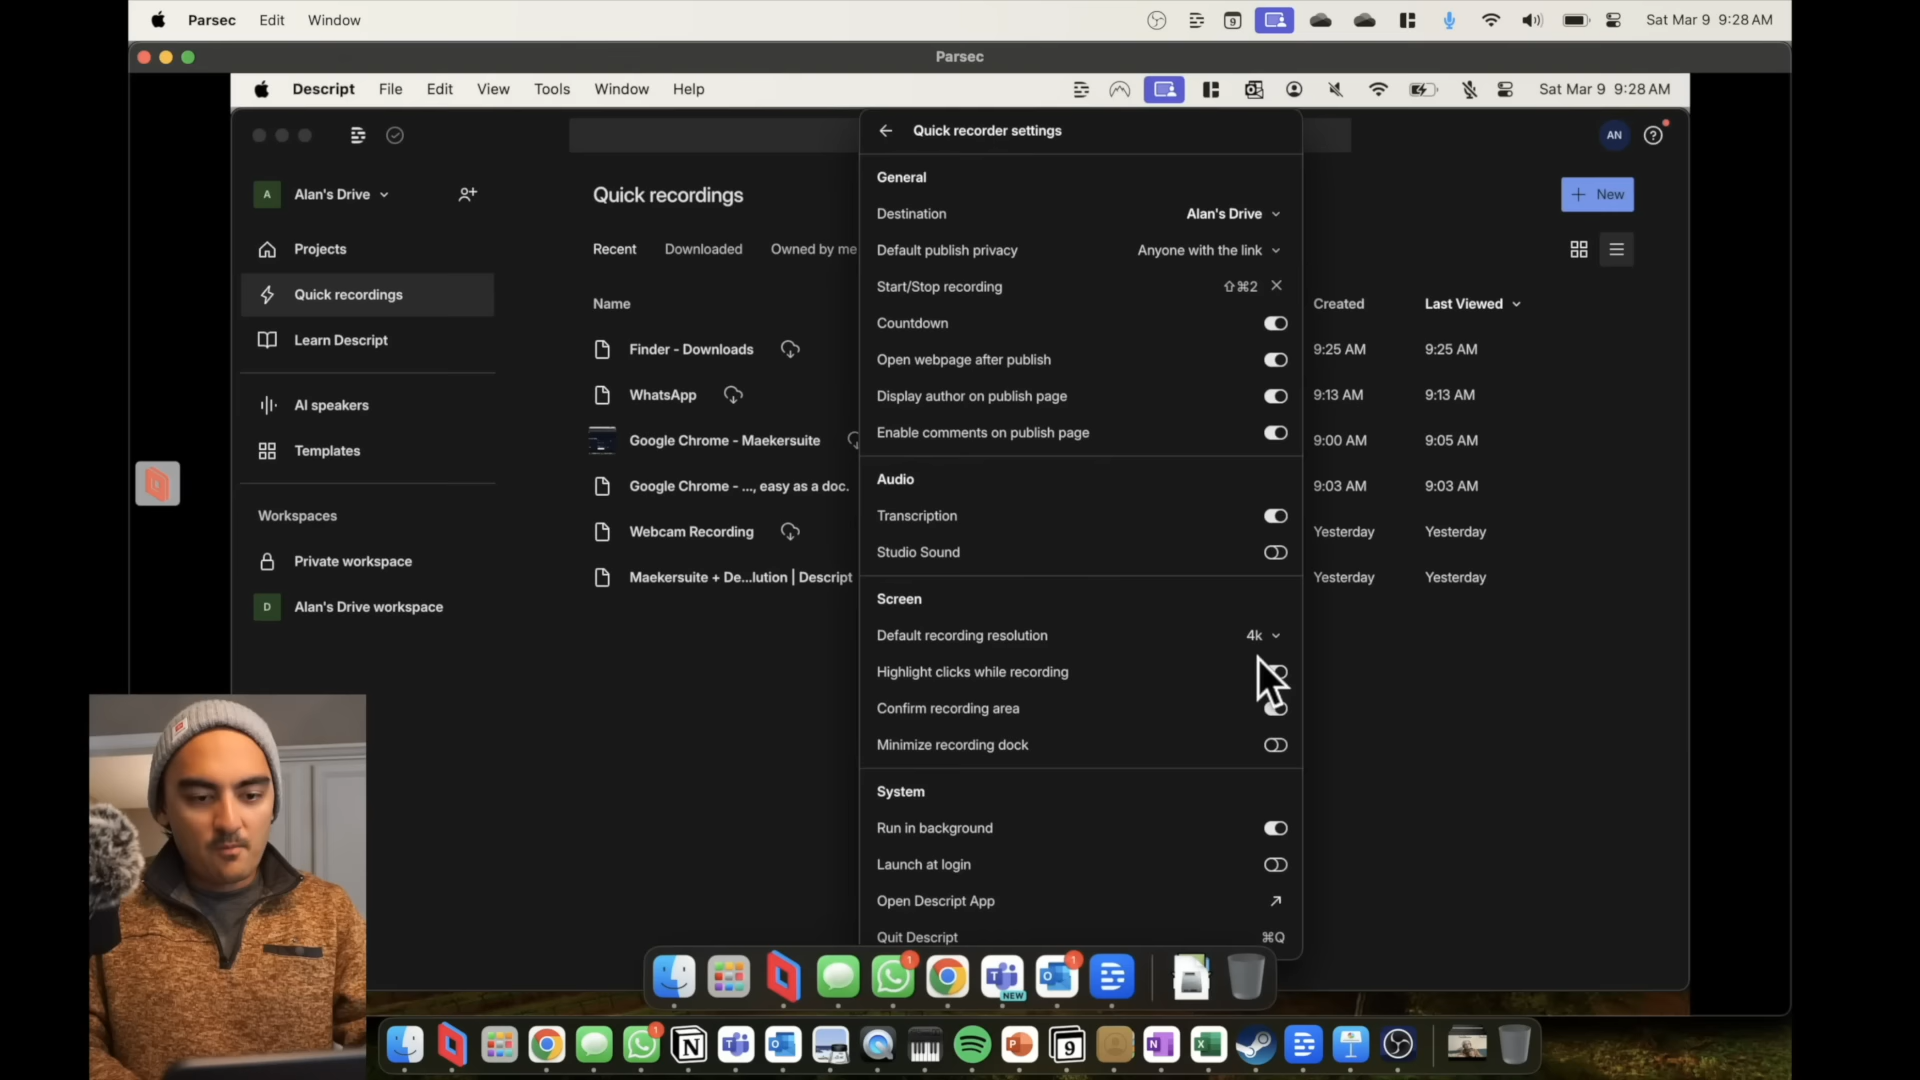 Parsec Edit Window
9
Sat Mar 9 9:28 AM
Parsec
Descript File Edit View Tools Window Help
Sat Mar 9 9:28 AM
Quick recorder settings
AN
A Alan's Drive
Quick recordings
+ New
General
Destination Alan's Drive
Projects
Recent Downloaded Owned by me
Default publish privacy Anyone with the link
Quick recordings
Start/Stop recording ⇧⌘2
Name
Created Last Viewed
Countdown
Learn Descript
Finder - Downloads
9:25 AM 9:25 AM
Open webpage after publish
WhatsApp
9:13 AM 9:13 AM
Display author on publish page
AI speakers
Enable comments on publish page
Google Chrome - Maekersuite
9:00 AM 9:05 AM
Templates
Audio
Google Chrome - ..., easy as a doc.
9:03 AM 9:03 AM
Workspaces
Transcription
Webcam Recording
Yesterday Yesterday
Studio Sound
Private workspace
Maekersuite + De...lution | Descript
Yesterday Yesterday
Screen
D Alan's Drive workspace
Default recording resolution 4k
Highlight clicks while recording
Confirm recording area
Minimize recording dock
System
Run in background
Launch at login
Open Descript App
Quit Descript ⌘Q
1
1
NEW
1
9